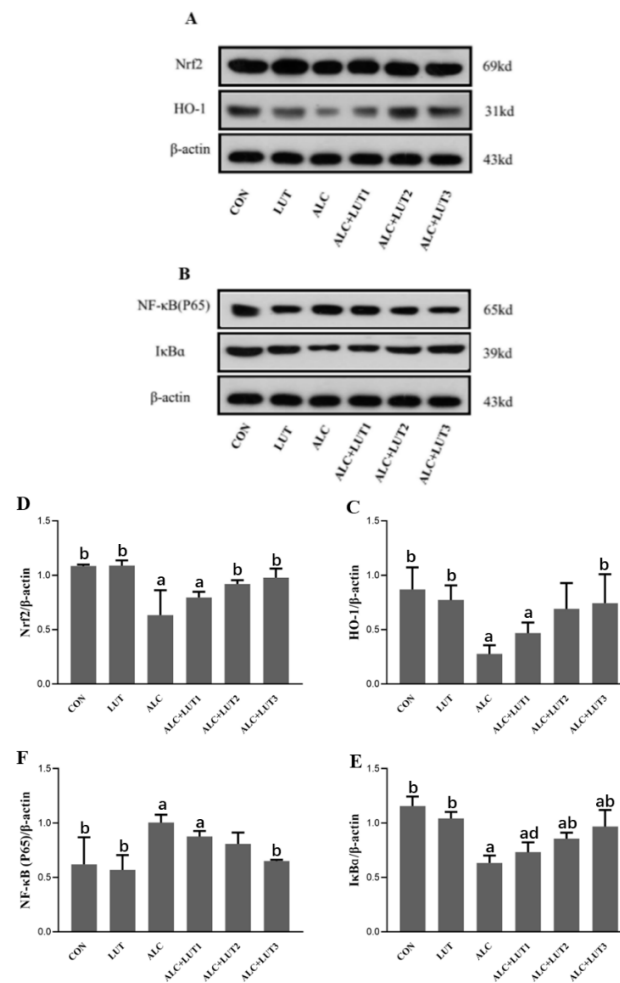 A
Nrf2
69kd
HO-1
31kd
β-actin
43kd
CON LUT ALC ALC+LUT1 ALC+LUT2 ALC+LUT3
B
NF-κB(P65)
65kd
IκBα
39kd
β-actin
43kd
CON LUT ALC ALC+LUT1 ALC+LUT2 ALC+LUT3
D
Nrf2/β-actin
1.5
1.0
0.5
0.0
b b a a b b
CON LUT ALC ALC+LUT1 ALC+LUT2 ALC+LUT3
C
HO-1/β-actin
1.5
1.0
0.5
0.0
b b a a b
CON LUT ALC ALC+LUT1 ALC+LUT2 ALC+LUT3
F
NF-κB (P65)/β-actin
1.5
1.0
0.5
0.0
b b a a b
CON LUT ALC ALC+LUT1 ALC+LUT2 ALC+LUT3
E
IκBα/β-actin
1.5
1.0
0.5
0.0
b b a ad ab ab
CON LUT ALC ALC+LUT1 ALC+LUT2 ALC+LUT3